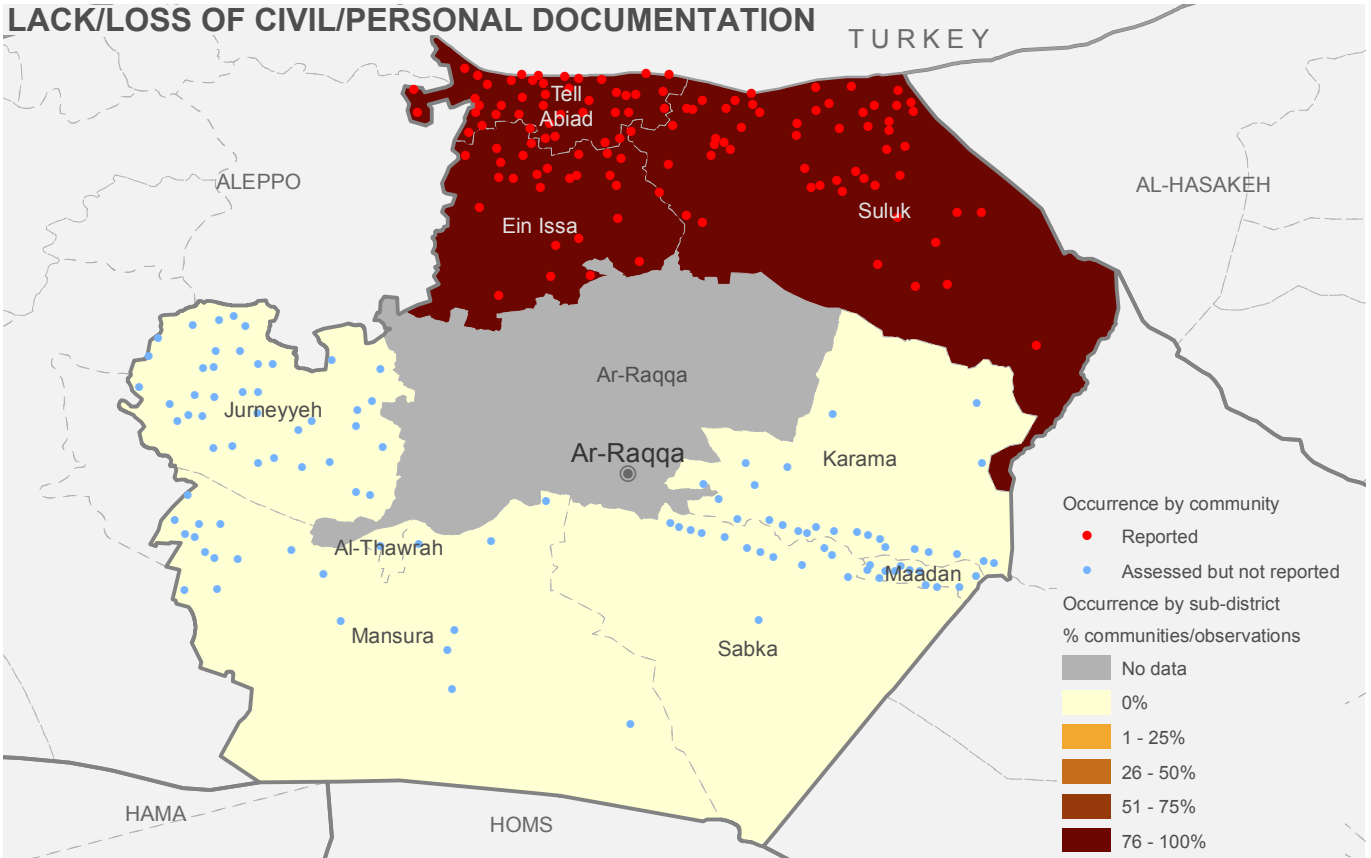 LACK/LOSS OF CIVIL/PERSONAL DOCUMENTATION
TURKEY
Tell
Abiad
ALEPPO
AL-HASAKEH
Suluk
Ein Issa
Ar-Raqqa
Jurneyyeh
Ar-Raqqa
Karama
Al-Thawrah
Maadan
Mansura
Sabka
HAMA
HOMS
Occurrence by community
Reported
Assessed but not reported
Occurrence by sub-district
% communities/observations
No data
0%
1 - 25%
26 - 50%
51 - 75%
76 - 100%